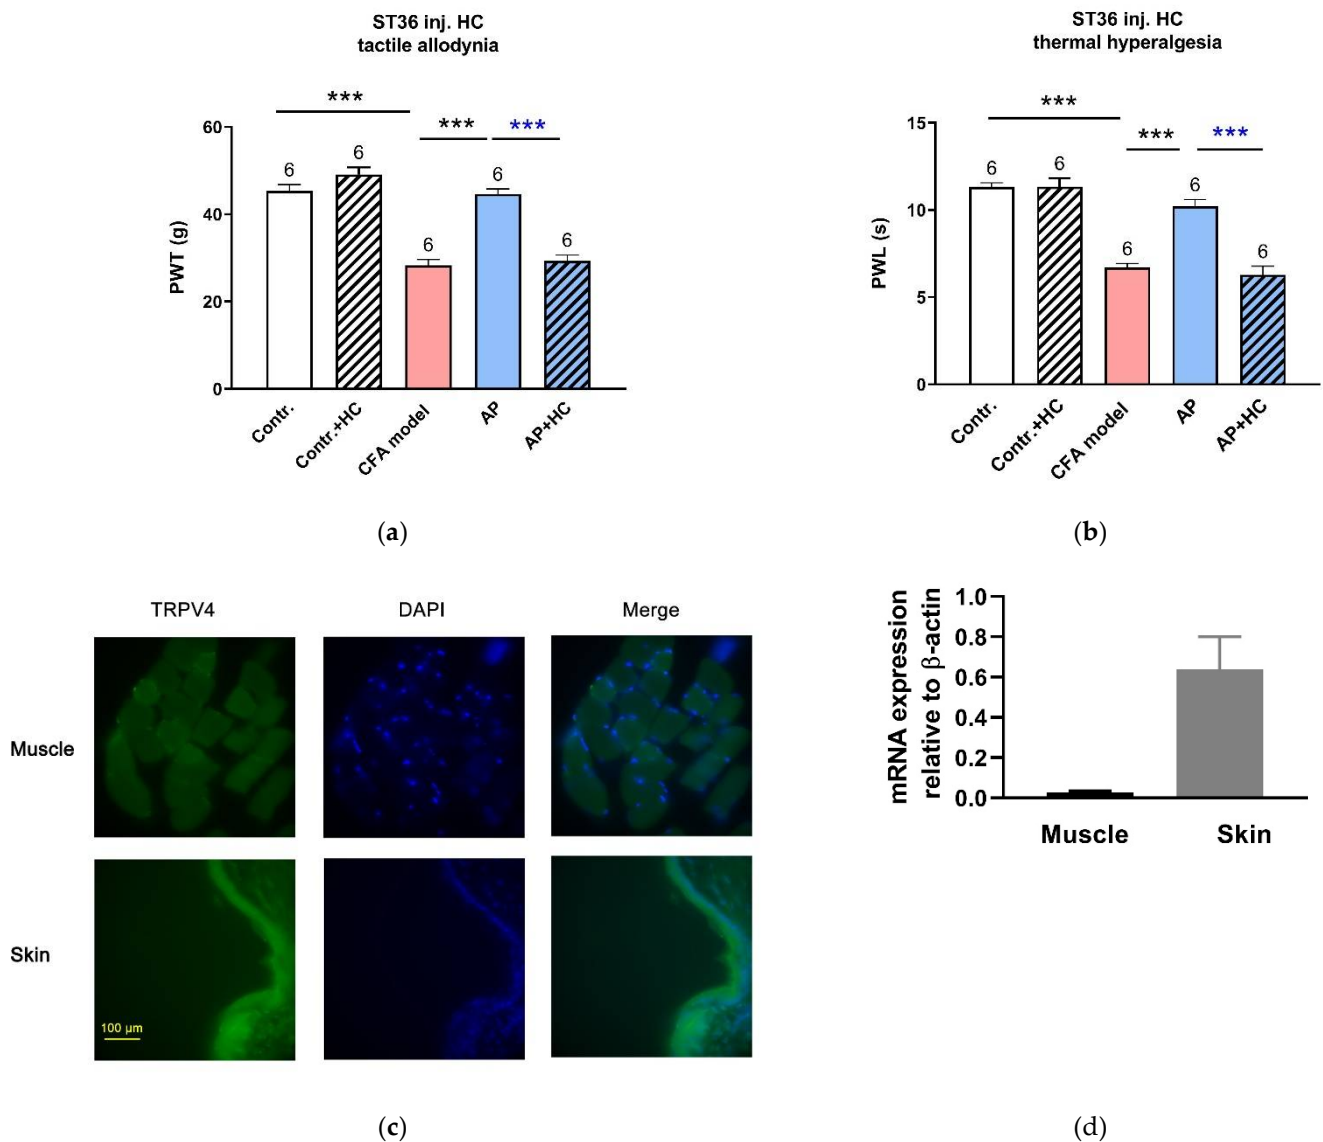 ST36 inj. HC
tactile allodynia
***
***
***
60
40
20
0
PWT (g)
6
6
6
6
6
Contr.
Contr.+HC
CFA model
AP
AP+HC
(a)
ST36 inj. HC
thermal hyperalgesia
***
***
***
15
10
5
0
PWL (s)
6
6
6
6
6
Contr.
Contr.+HC
CFA model
AP
AP+HC
(b)
TRPV4
DAPI
Merge
Muscle
Skin
100 µm
(c)
mRNA expression
relative to β-actin
1.0
0.8
0.6
0.4
0.2
0.0
Muscle
Skin
(d)